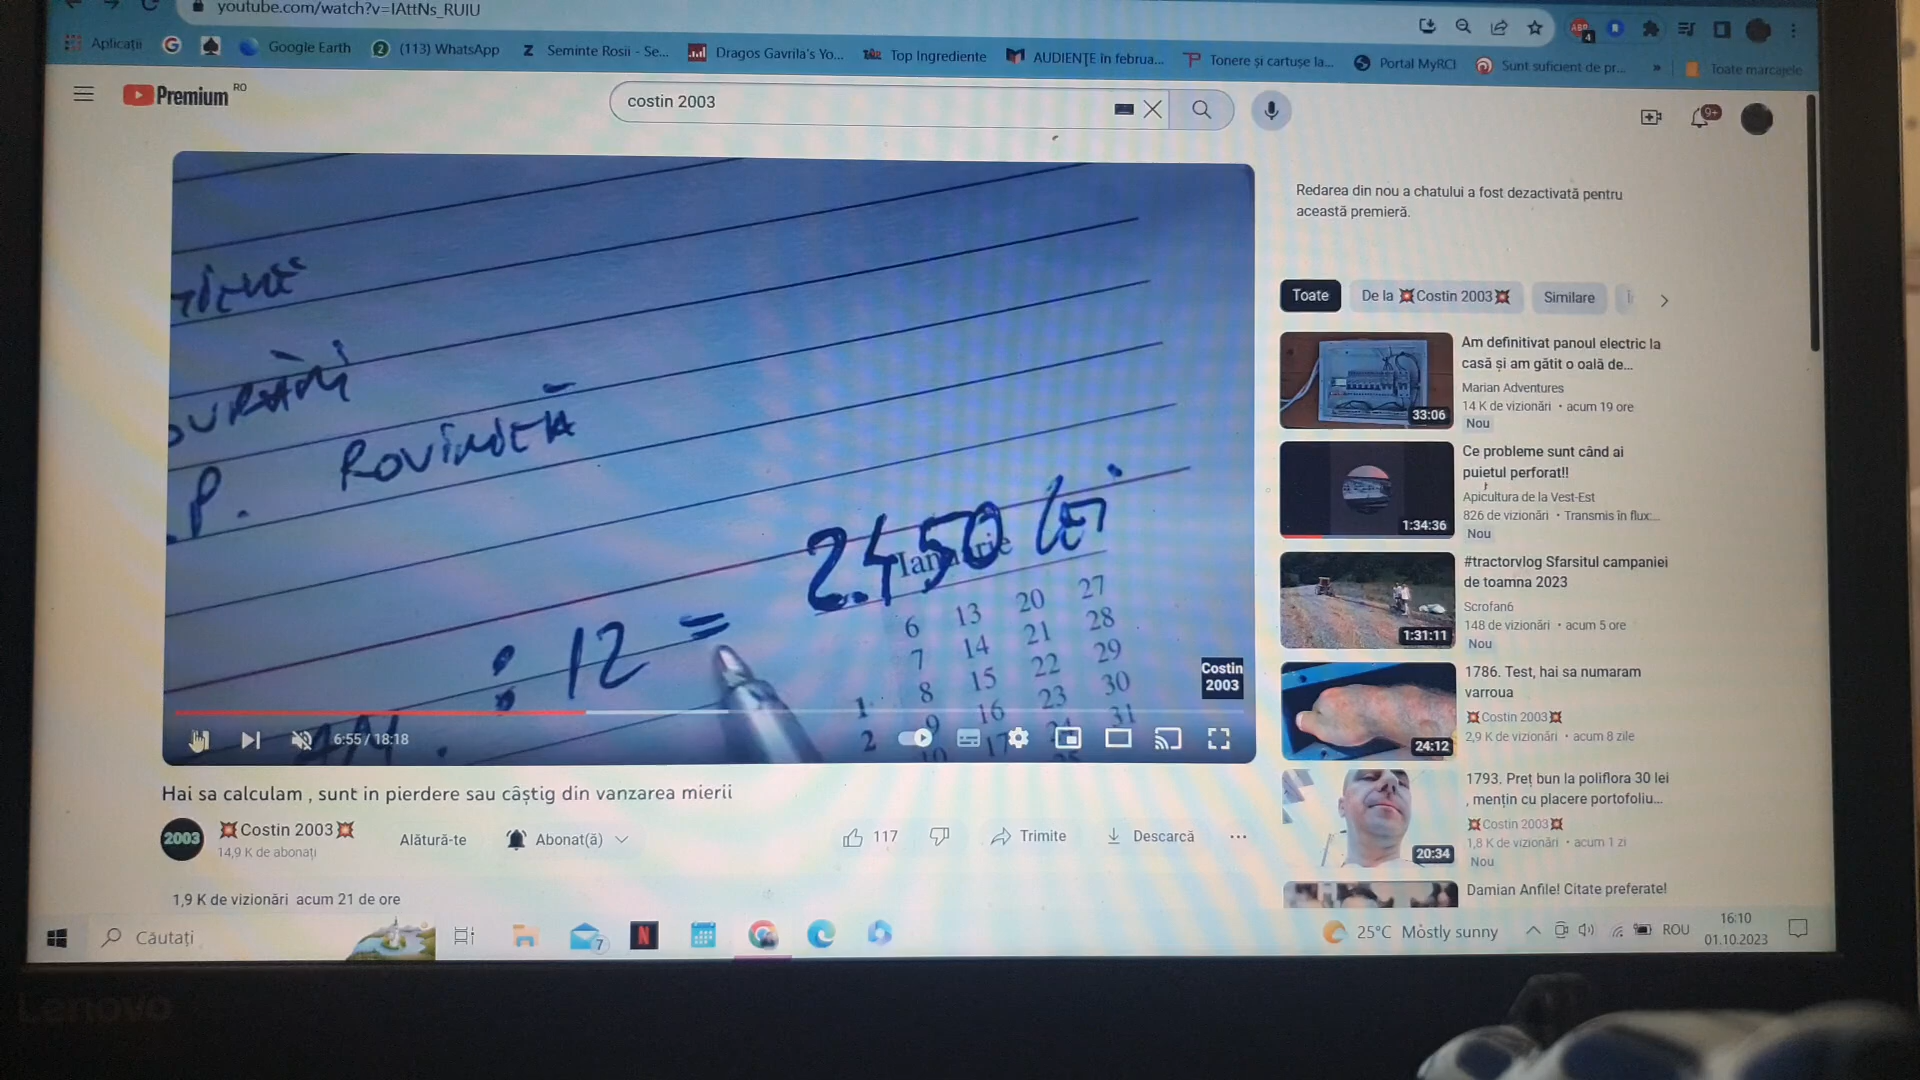 youtube.com/watch?v=IAttNs_RUIU
Aplicații
Google Earth
(113) WhatsApp
Seminte Rosii - Se...
Dragos Gavrila's Yo...
Top Ingrediente
AUDIENȚE în februa...
Tonere și cartușe la...
Portal MyRCI
Sunt suficient de pr...
»
Toate marcajele
Premium RO
costin 2003
9+
P. ROVINIETĂ
2.450 lei
Ianuarie
: 12 =
6 13 20 27
7 14 21 28
8 15 22 29
1 9 16 23 30
2 10 17 24 31
Costin
2003
6:55 / 18:18
Hai sa calculam , sunt in pierdere sau câștig din vanzarea mierii
2003
💥Costin 2003💥
14,9 K de abonați
Alătură-te
Abonat(ă)
117
Trimite
Descarcă
...
1,9 K de vizionări acum 21 de ore
Redarea din nou a chatului a fost dezactivată pentru
această premieră.
Toate
De la 💥Costin 2003💥
Similare
Am definitivat panoul electric la
casă și am gătit o oală de...
Marian Adventures
14 K de vizionări • acum 19 ore
Nou
33:06
Ce probleme sunt când ai
puietul perforat!!
Apicultura de la Vest-Est
826 de vizionări • Transmis în flux...
Nou
1:34:36
#tractorvlog Sfarsitul campaniei
de toamna 2023
Scrofan6
148 de vizionări • acum 5 ore
Nou
1:31:11
1786. Test, hai sa numaram
varroua
💥Costin 2003💥
2,9 K de vizionări • acum 8 zile
24:12
1793. Preț bun la poliflora 30 lei
, mențin cu placere portofoliu...
💥Costin 2003💥
1,8 K de vizionări • acum 1 zi
Nou
20:34
Damian Anfile! Citate preferate!
Căutați
7
N
25°C Mostly sunny
ROU
16:10
01.10.2023
Lenovo